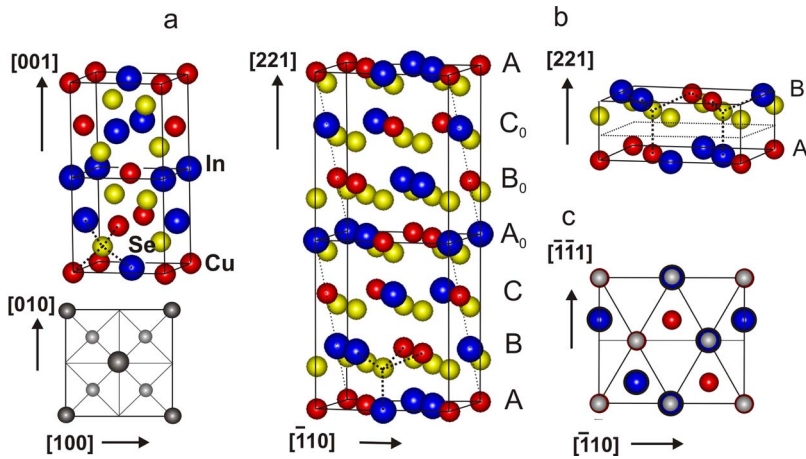 a
b
[001]
In
Se
Cu
[010]
[100]
[221]
A
C₀
B₀
A₀
C
B
A
[1̅10]
[221]
B
A
c
[1̅1̅1]
[1̅10]